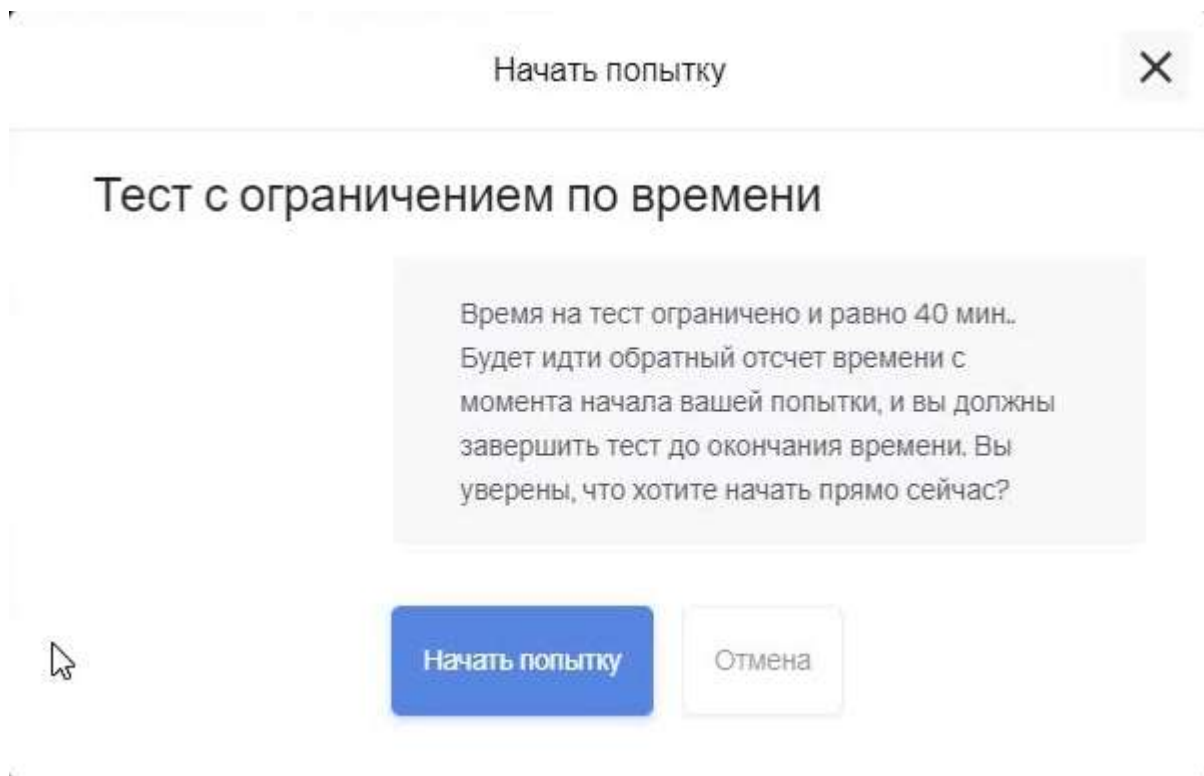 Начать попытку
Тест с ограничением по времени
Время на тест ограничено и равно 40 мин..
Будет идти обратный отсчет времени с
момента начала вашей попытки, и вы должны
завершить тест до окончания времени. Вы
уверены, что хотите начать прямо сейчас?
Начать попытку
Отмена